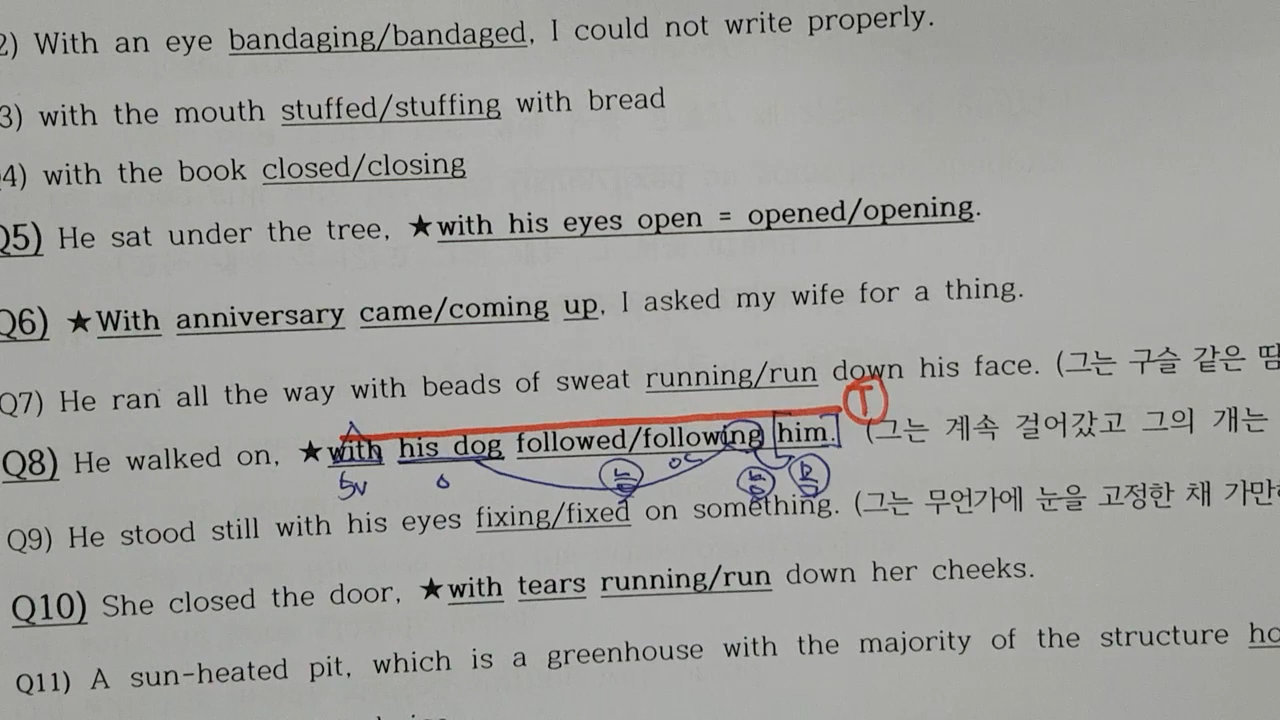 2) With an eye bandaging/bandaged, I could not write properly.
3) with the mouth stuffed/stuffing with bread
4) with the book closed/closing
Q5) He sat under the tree, ★with his eyes open = opened/opening.
Q6) ★With anniversary came/coming up, I asked my wife for a thing.
Q7) He ran all the way with beads of sweat running/run down his face. (그는 구슬 같은 땀
T
Q8) He walked on, ★with his dog followed/following him. (그는 계속 걸어갔고 그의 개는
5v o oc
Q9) He stood still with his eyes fixing/fixed on something. (그는 무언가에 눈을 고정한 채 가만히
Q10) She closed the door, ★with tears running/run down her cheeks.
Q11) A sun-heated pit, which is a greenhouse with the majority of the structure ho